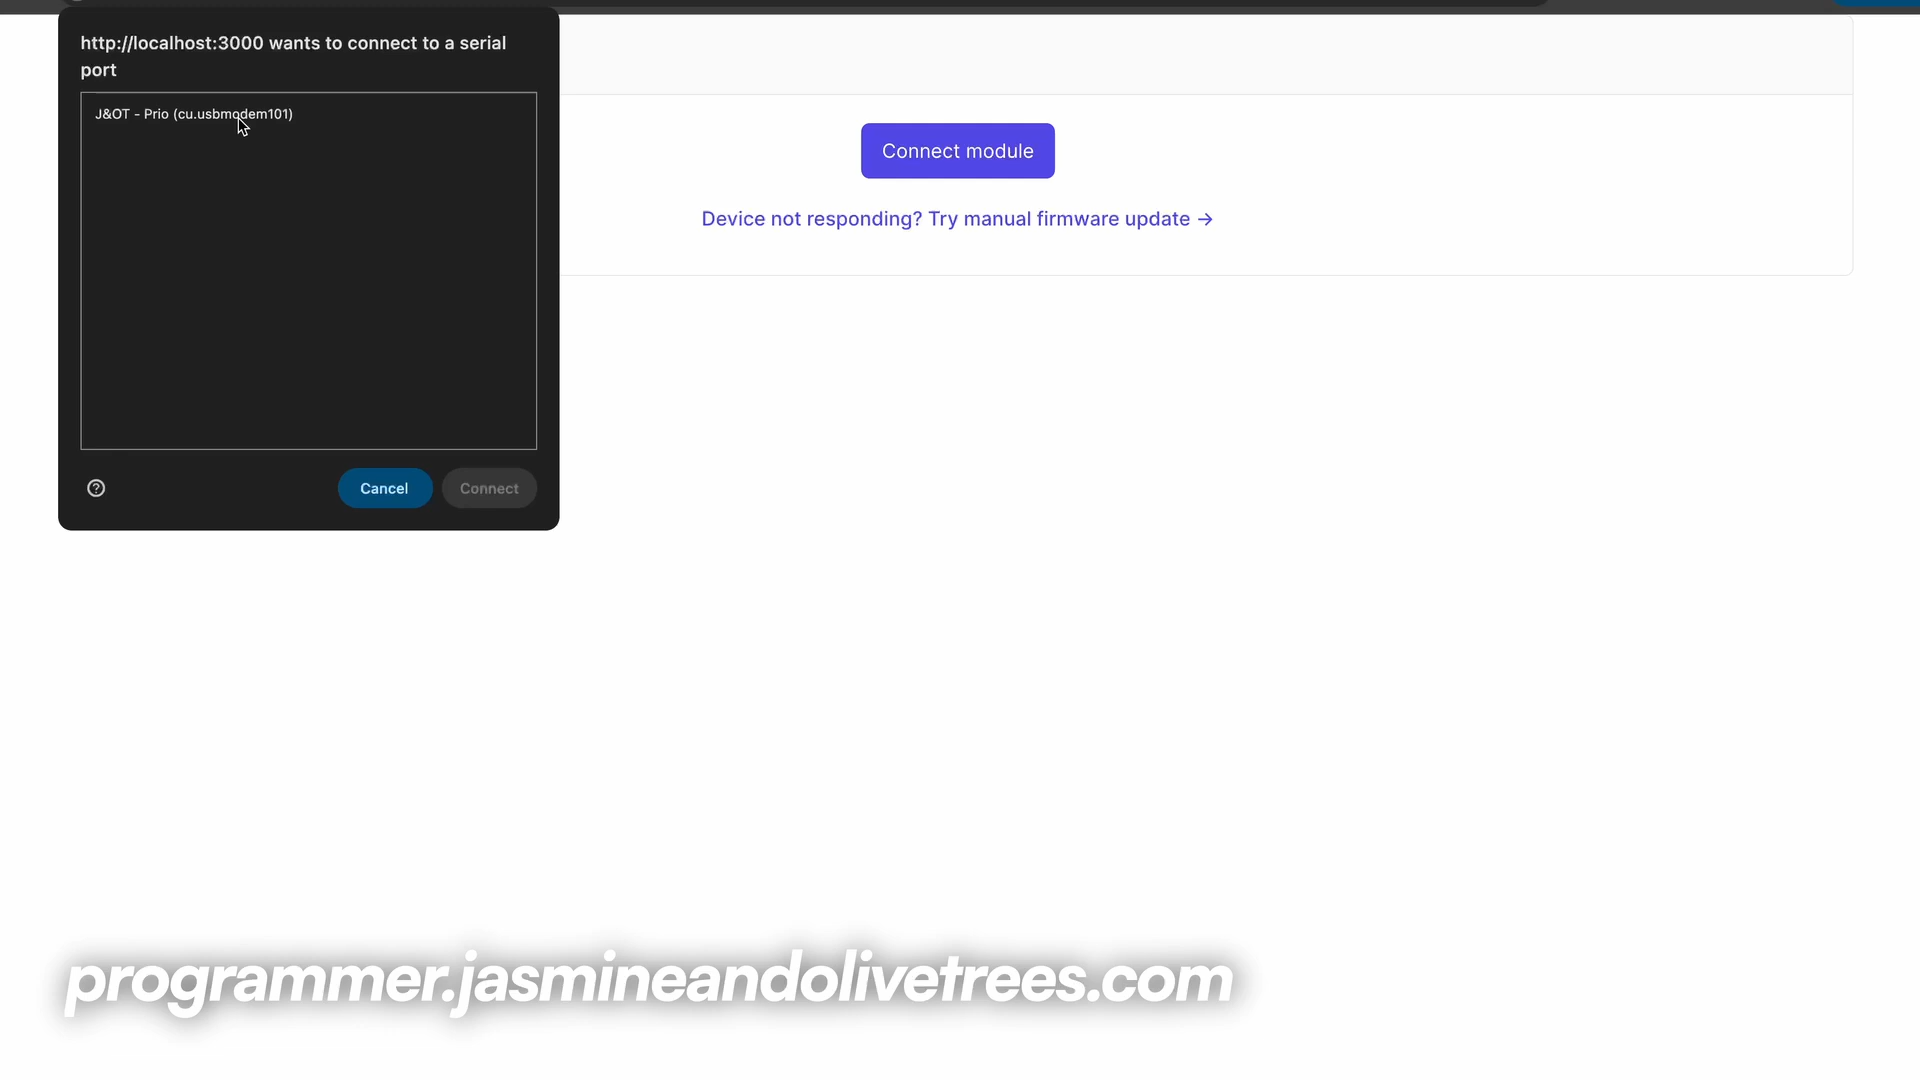 http://localhost:3000 wants to connect to a serial
port
J&OT - Prio (cu.usbmodem101)
Cancel
Connect
Connect module
Device not responding? Try manual firmware update →
programmer.jasmineandolivetrees.com